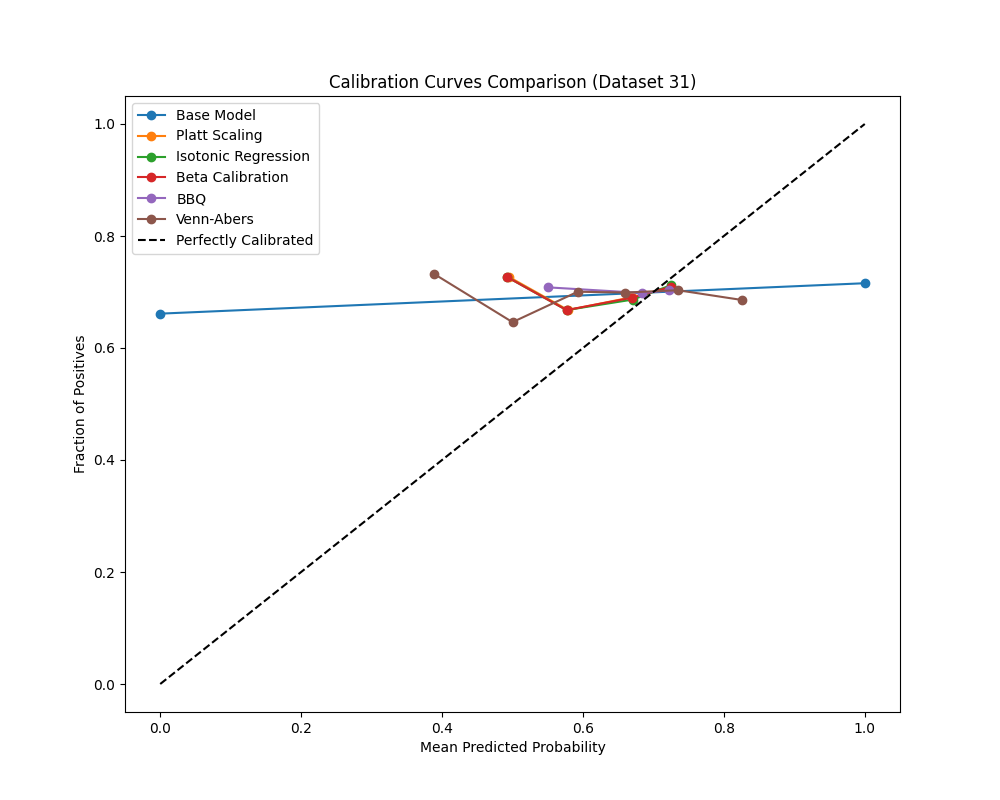 Calibration Curves Comparison (Dataset 31)
Base Model
Platt Scaling
Isotonic Regression
Beta Calibration
BBQ
Venn-Abers
Perfectly Calibrated
1.0
0.8
0.6
0.4
0.2
0.0
Fraction of Positives
0.0 0.2 0.4 0.6 0.8 1.0
Mean Predicted Probability